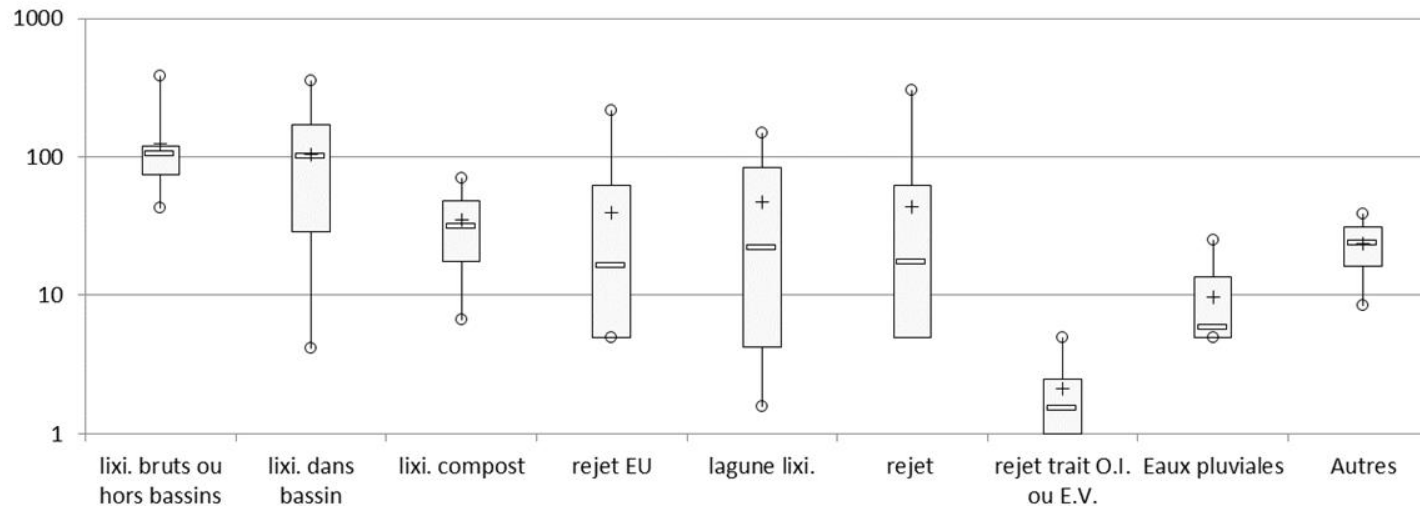 1000
100
10
1
lixi. bruts ou
hors bassins
lixi. dans
bassin
lixi. compost
rejet EU
lagune lixi.
rejet
rejet trait O.I.
ou E.V.
Eaux pluviales
Autres